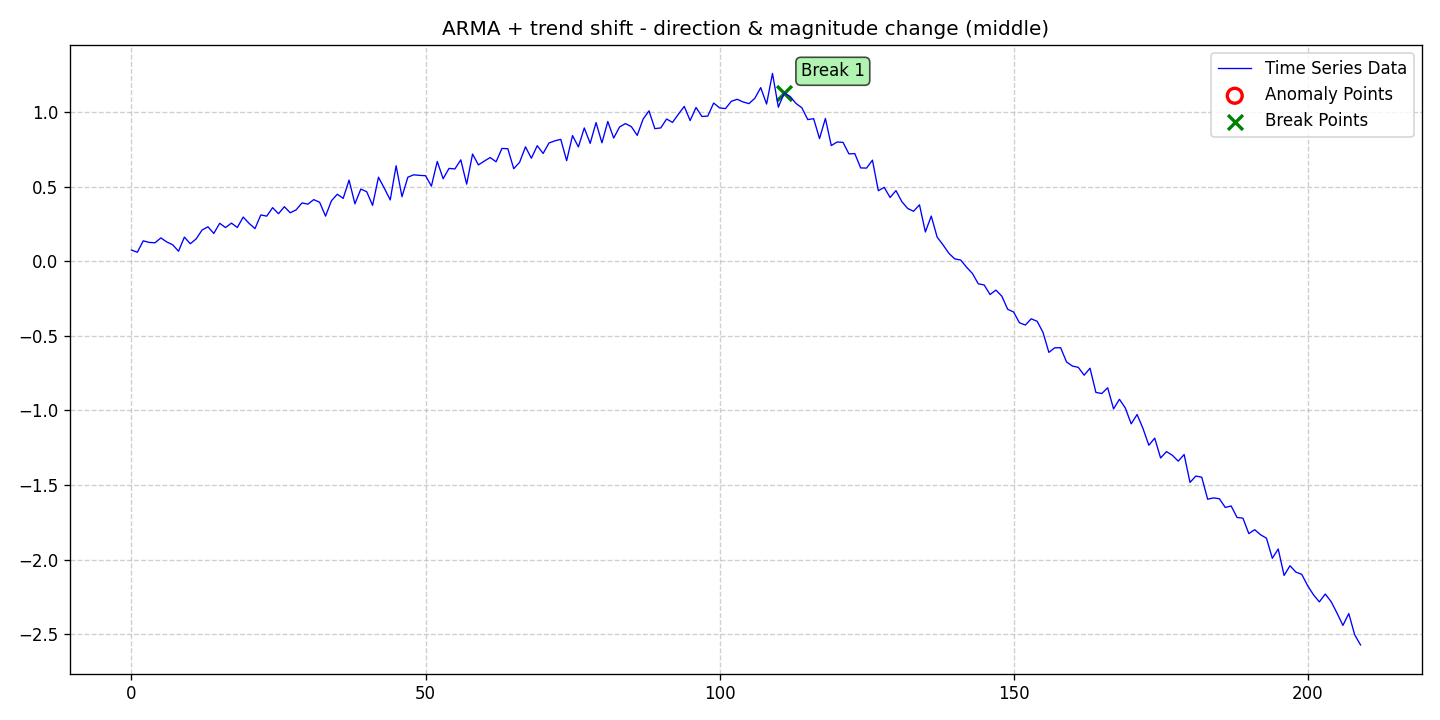 ARMA + trend shift - direction & magnitude change (middle)
Break 1
Time Series Data
Anomaly Points
Break Points
1.0
0.5
0.0
−0.5
−1.0
−1.5
−2.0
−2.5
0
50
100
150
200